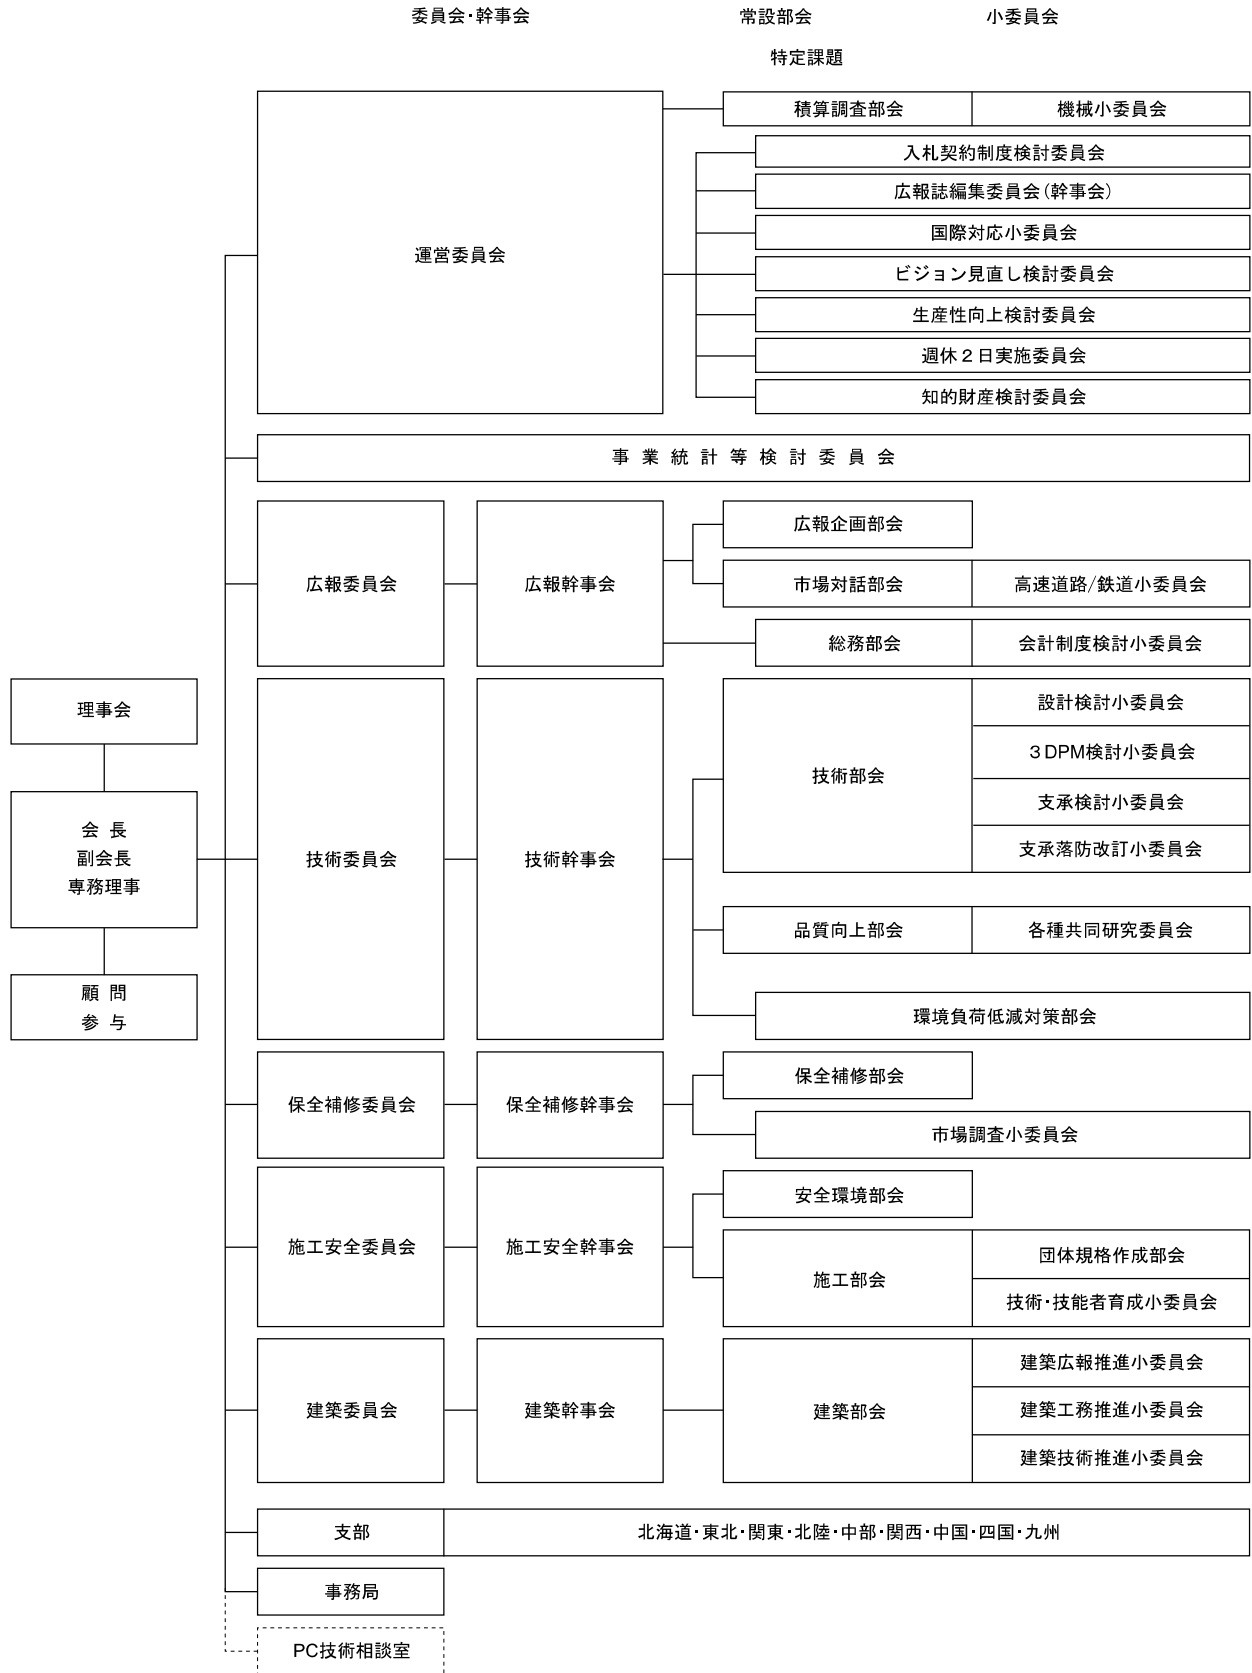 委員会・幹事会 常設部会 小委員会
特定課題
積算調査部会 機械小委員会
入札契約制度検討委員会
広報誌編集委員会(幹事会)
国際対応小委員会
運営委員会
ビジョン見直し検討委員会
生産性向上検討委員会
週休2日実施委員会
知的財産検討委員会
事業統計等検討委員会
広報企画部会
広報委員会 広報幹事会
市場対話部会 高速道路/鉄道小委員会
総務部会 会計制度検討小委員会
理事会
会長
副会長
専務理事
顧問
参与
技術委員会 技術幹事会
技術部会
設計検討小委員会
3DPM検討小委員会
支承検討小委員会
支承落防改訂小委員会
品質向上部会 各種共同研究委員会
環境負荷低減対策部会
保全補修委員会 保全補修幹事会
保全補修部会
市場調査小委員会
施工安全委員会 施工安全幹事会
安全環境部会
施工部会
団体規格作成部会
技術・技能者育成小委員会
建築委員会 建築幹事会 建築部会
建築広報推進小委員会
建築工務推進小委員会
建築技術推進小委員会
支部 北海道・東北・関東・北陸・中部・関西・中国・四国・九州
事務局
PC技術相談室